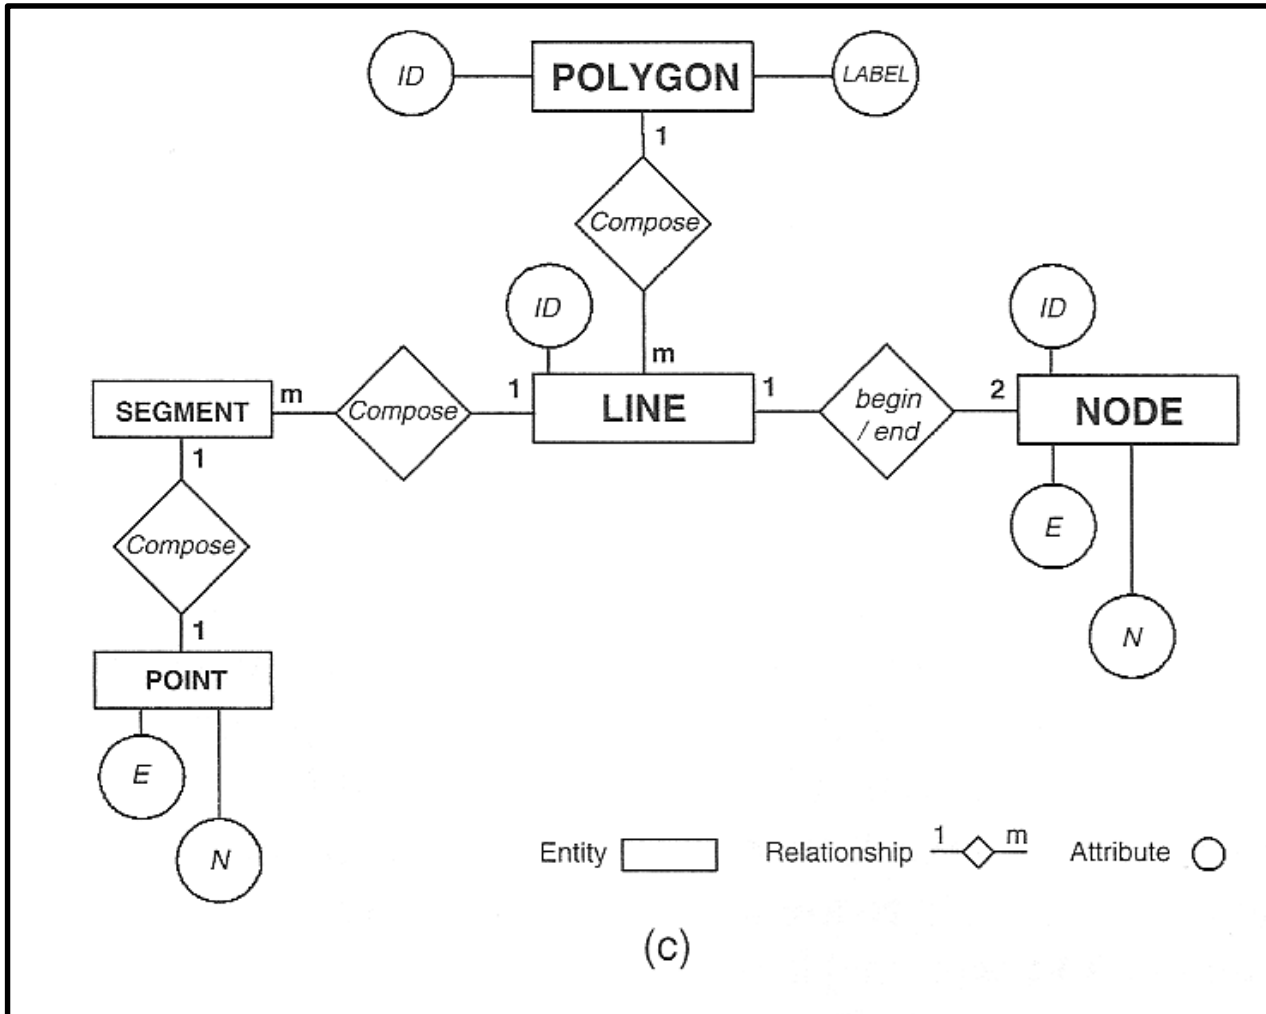 ID
POLYGON
LABEL
1
Compose
ID
m
ID
SEGMENT
m
Compose
1
LINE
1
begin
/ end
2
NODE
1
E
Compose
N
1
POINT
E
N
Entity
Relationship
1
m
Attribute
(c)